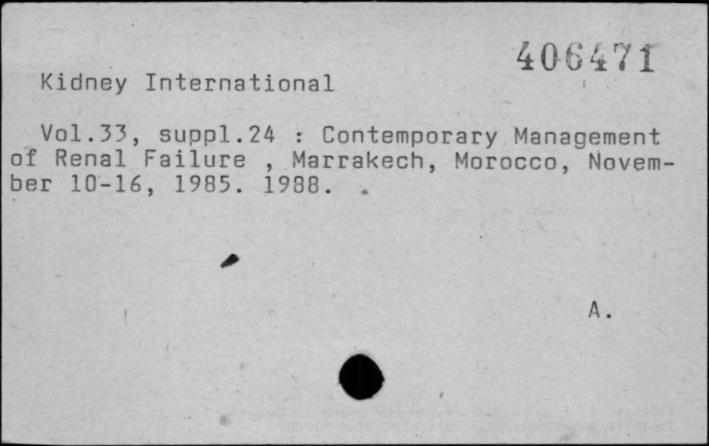 406471
Kidney International
Vol.33, suppl.24 : Contemporary Management
of Renal Failure , Marrakech, Morocco, Novem-
ber 10-16, 1985. 1988.
A.